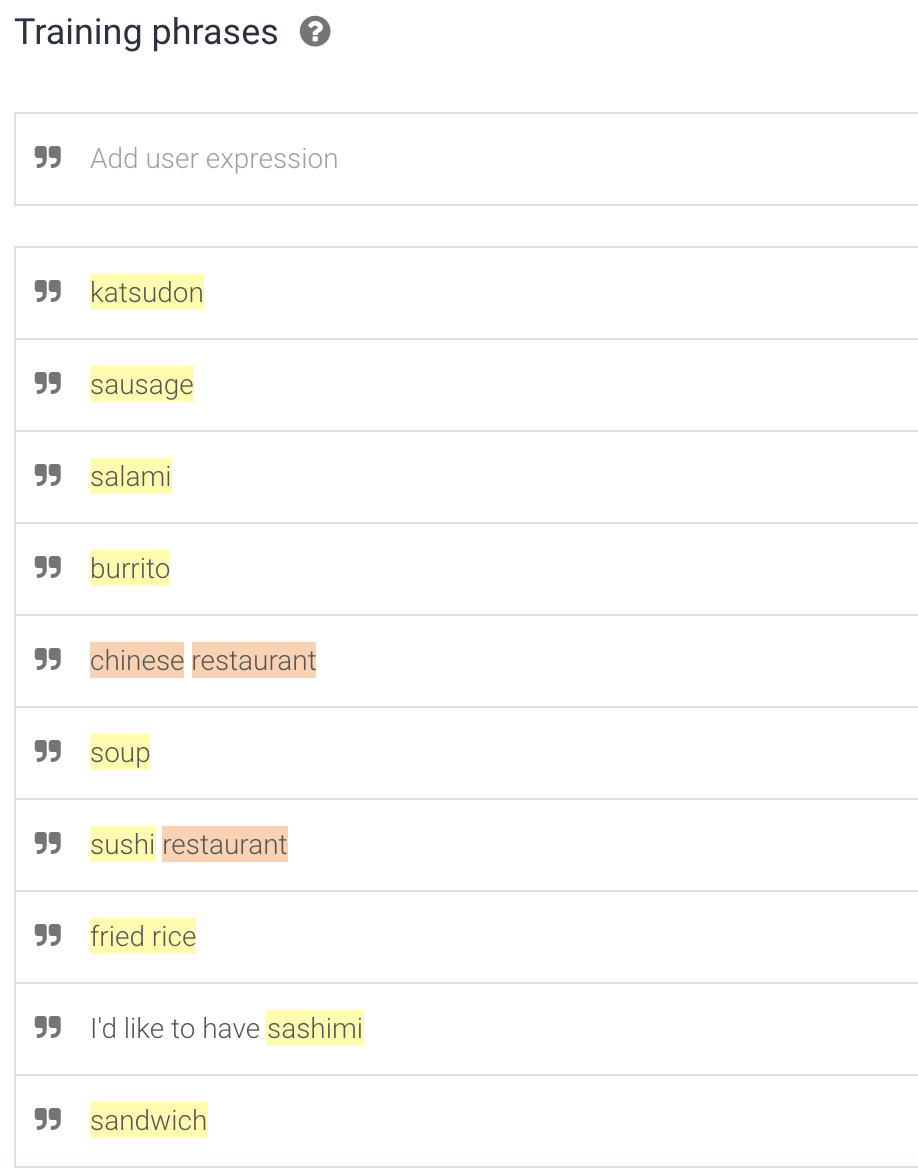 Training phrases ?
Add user expression
katsudon
sausage
salami
burrito
chinese restaurant
soup
sushi restaurant
fried rice
I'd like to have sashimi
sandwich